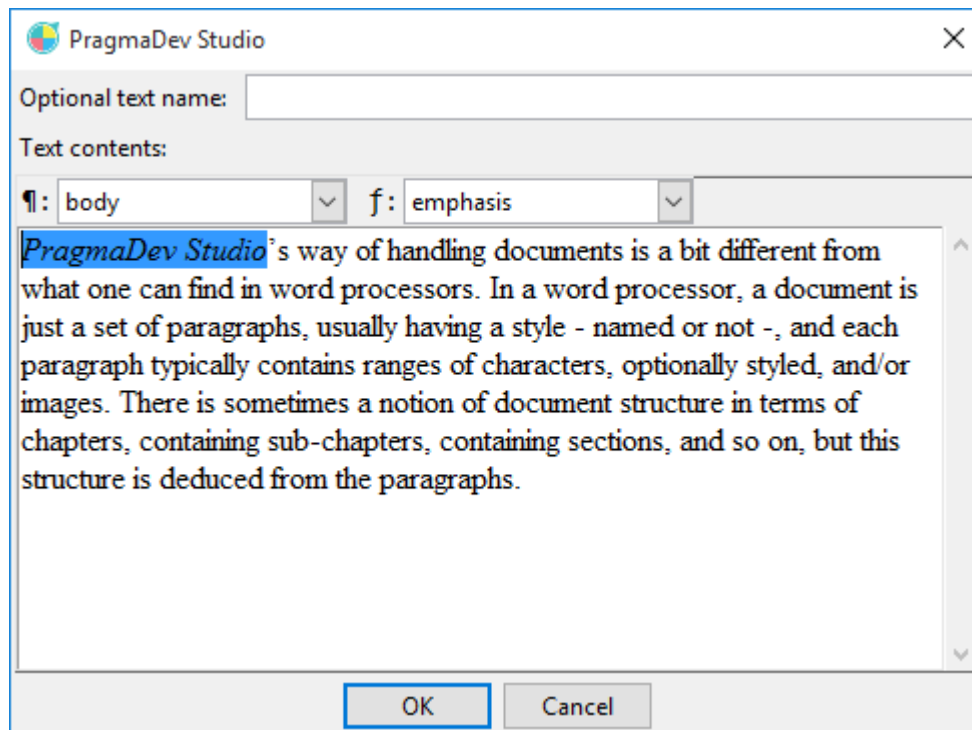 PragmaDev Studio
Optional text name:
Text contents:
¶: body ƒ: emphasis
PragmaDev Studio's way of handling documents is a bit different from
what one can find in word processors. In a word processor, a document is
just a set of paragraphs, usually having a style - named or not -, and each
paragraph typically contains ranges of characters, optionally styled, and/or
images. There is sometimes a notion of document structure in terms of
chapters, containing sub-chapters, containing sections, and so on, but this
structure is deduced from the paragraphs.
OK Cancel